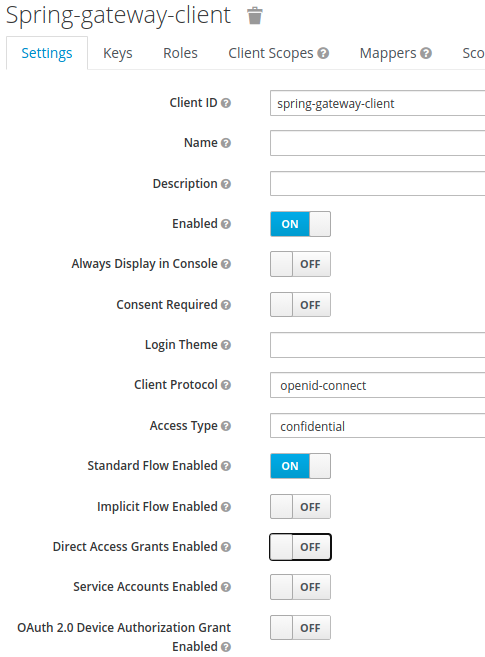 Spring-gateway-client
Settings Keys Roles Client Scopes Mappers Sco
Client ID spring-gateway-client
Name
Description
Enabled ON
Always Display in Console OFF
Consent Required OFF
Login Theme
Client Protocol openid-connect
Access Type confidential
Standard Flow Enabled ON
Implicit Flow Enabled OFF
Direct Access Grants Enabled OFF
Service Accounts Enabled OFF
OAuth 2.0 Device Authorization Grant OFF
Enabled